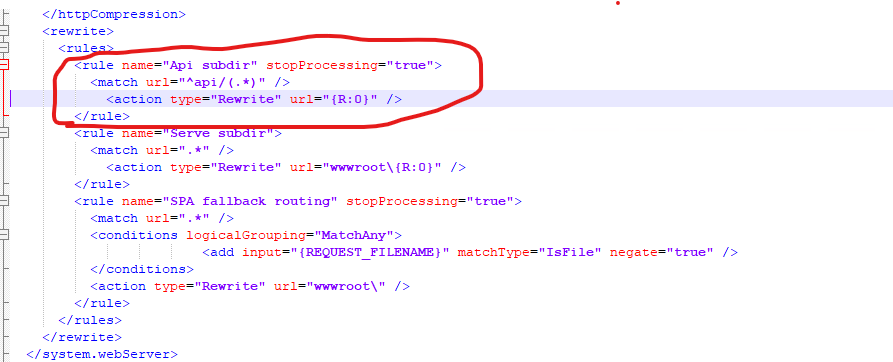 </httpCompression>
<rewrite>
<rules>
<rule name="Api subdir" stopProcessing="true">
<match url="^api/(.*)" />
<action type="Rewrite" url="{R:0}" />
</rule>
<rule name="Serve subdir">
<match url=".*" />
<action type="Rewrite" url="wwwroot\{R:0}" />
</rule>
<rule name="SPA fallback routing" stopProcessing="true">
<match url=".*" />
<conditions logicalGrouping="MatchAny">
<add input="{REQUEST_FILENAME}" matchType="IsFile" negate="true" />
</conditions>
<action type="Rewrite" url="wwwroot\" />
</rule>
</rules>
</rewrite>
</system.webServer>